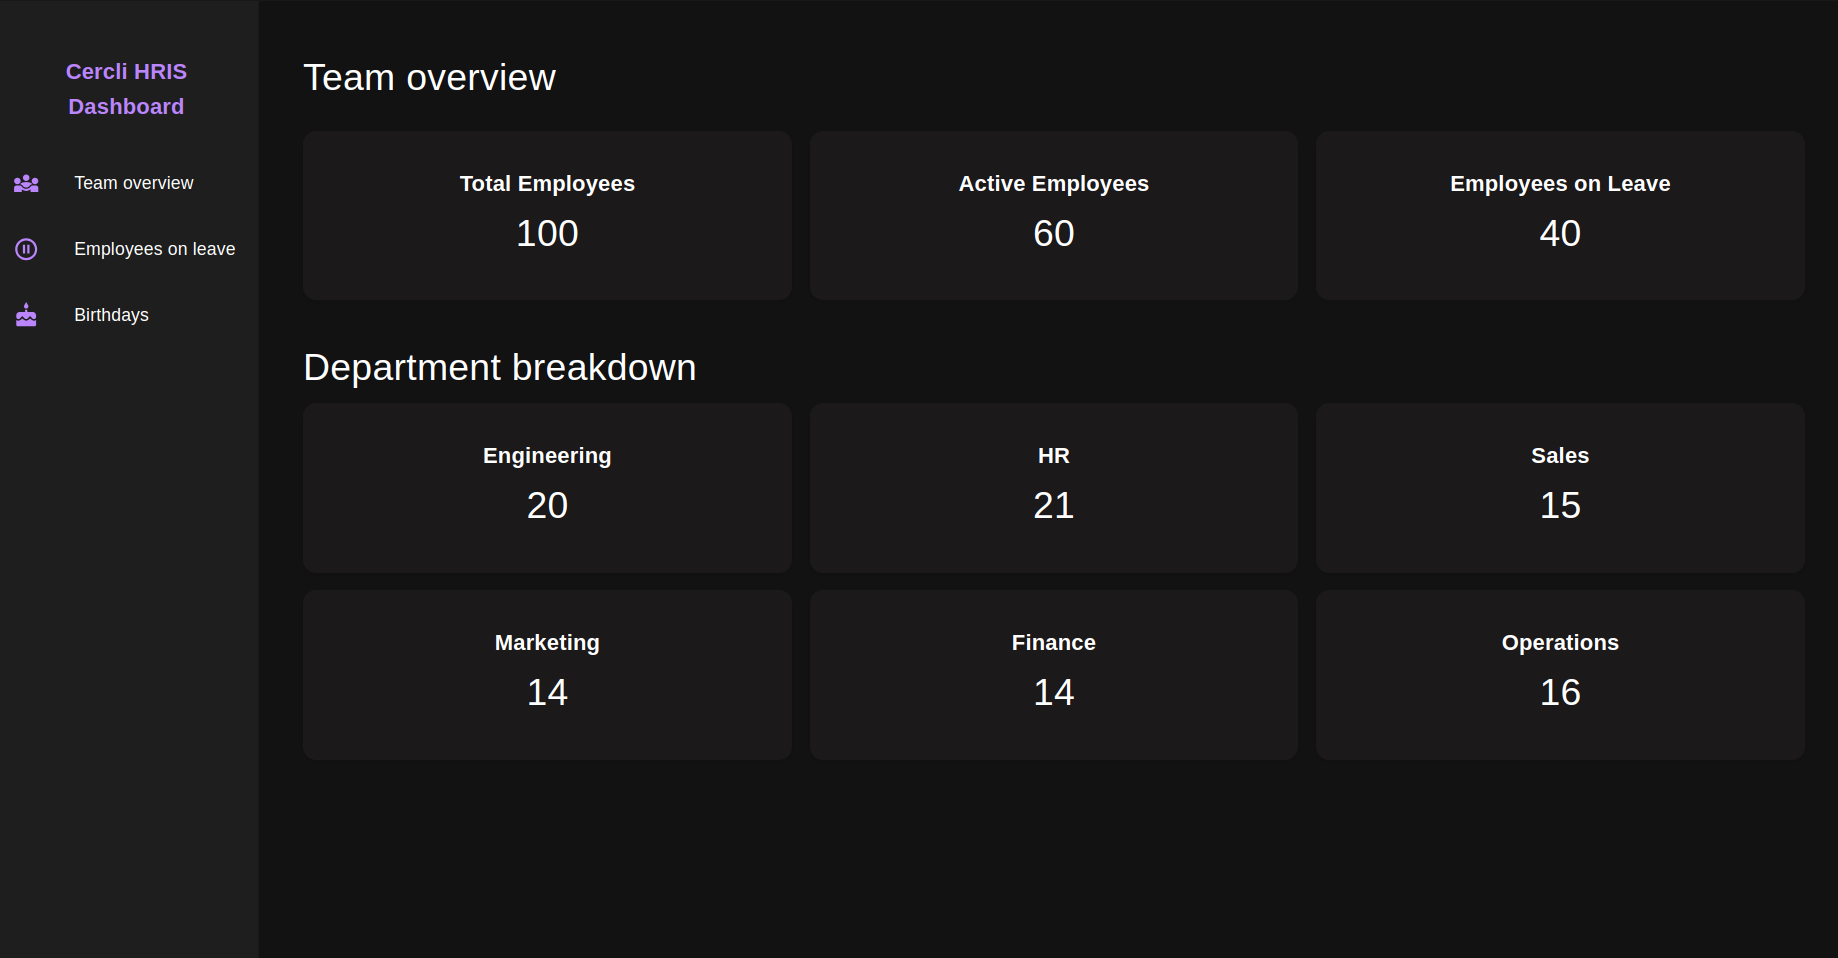 Cercli HRIS
Dashboard
Team overview
Employees on leave
Birthdays
Team overview
Total Employees
100
Active Employees
60
Employees on Leave
40
Department breakdown
Engineering
20
HR
21
Sales
15
Marketing
14
Finance
14
Operations
16